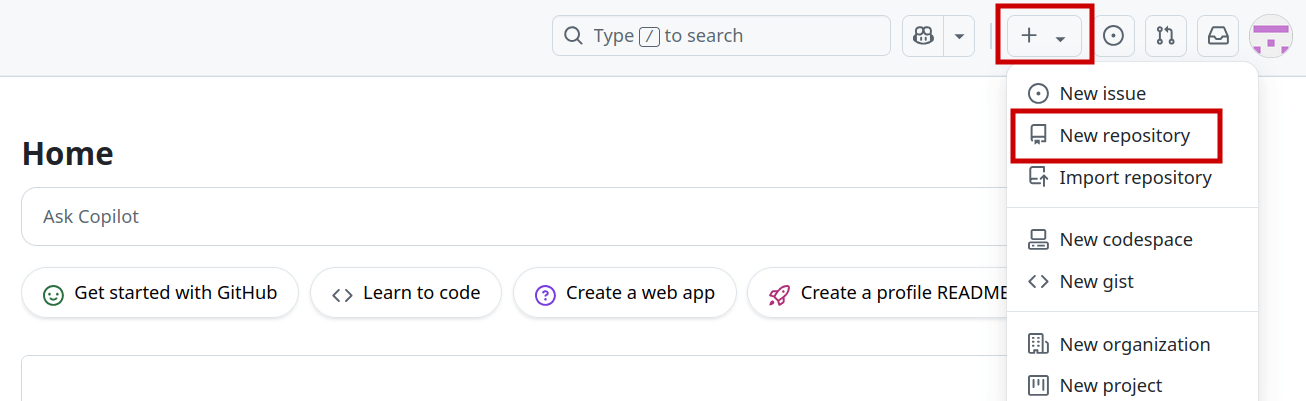 Type / to search
New issue
New repository
Import repository
New codespace
New gist
New organization
New project
Home
Ask Copilot
Get started with GitHub
Learn to code
Create a web app
Create a profile README